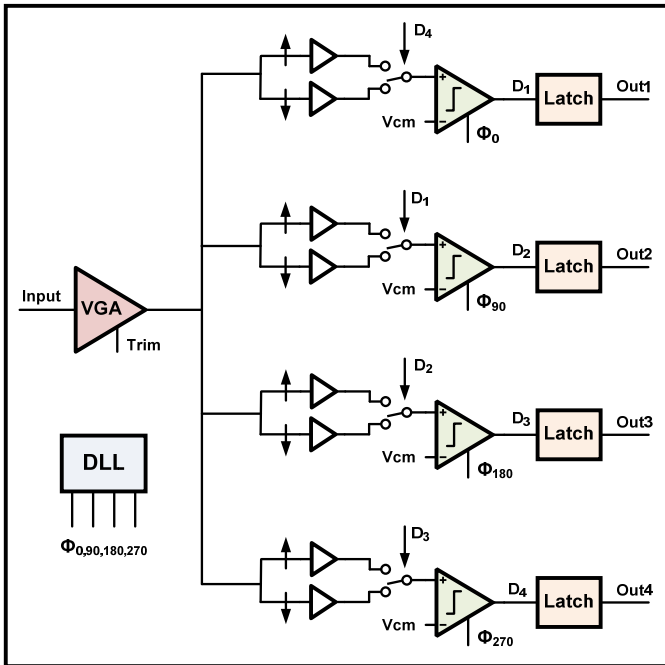 D4
+
D1
Latch
Out1
Vcm
−
Φ0
D1
+
D2
Latch
Out2
Vcm
−
Φ90
Input
VGA
Trim
D2
+
D3
Latch
Out3
Vcm
−
Φ180
DLL
Φ0,90,180,270
D3
+
D4
Latch
Out4
Vcm
−
Φ270